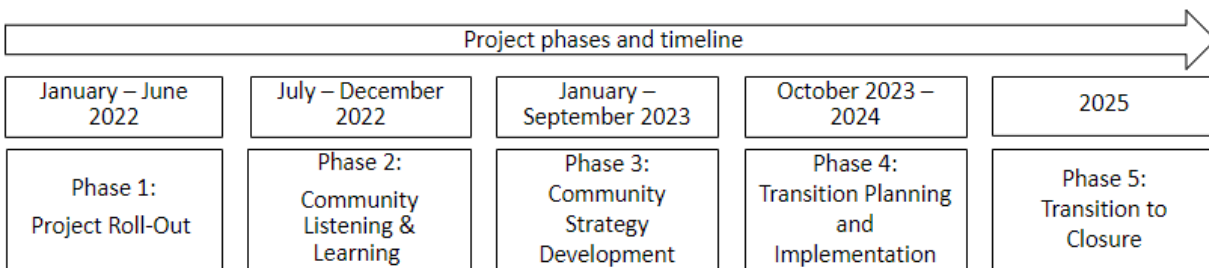 Project phases and timeline
January – June
2022
July – December
2022
January –
September 2023
October 2023 –
2024
2025
Phase 1:
Project Roll-Out
Phase 2:
Community
Listening &
Learning
Phase 3:
Community
Strategy
Development
Phase 4:
Transition Planning
and
Implementation
Phase 5:
Transition to
Closure